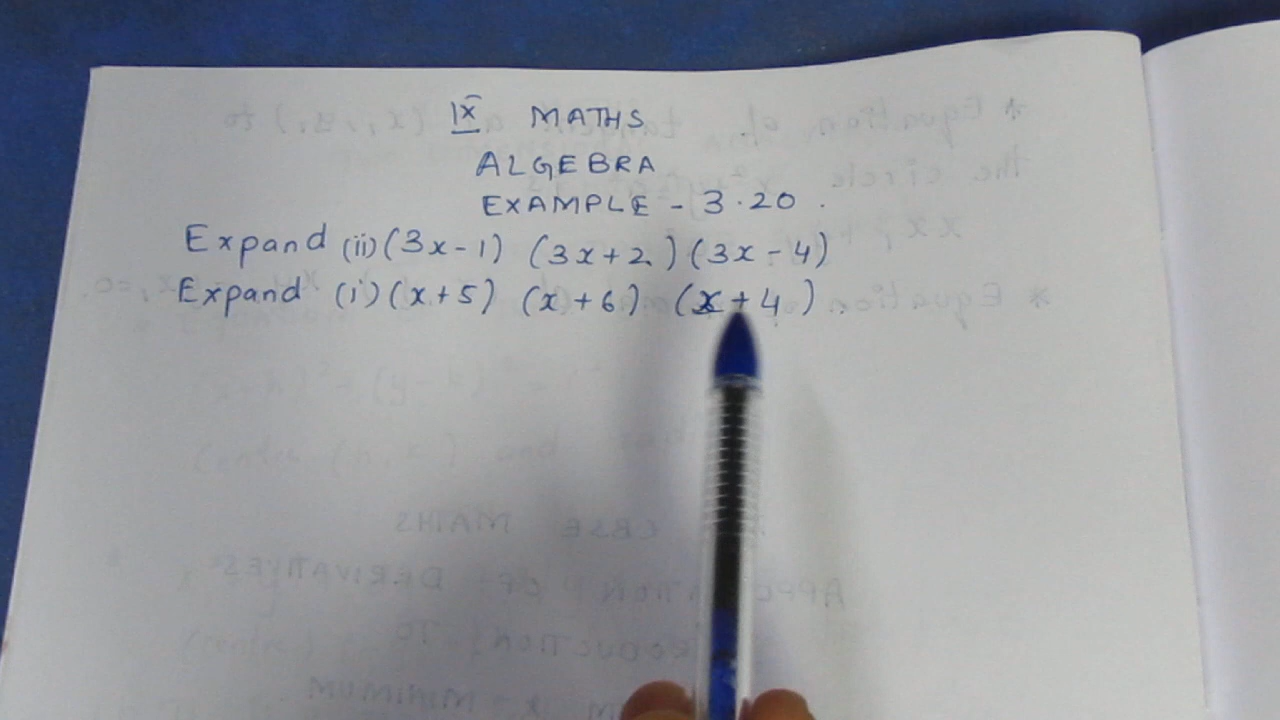 IX MATHS
ALGEBRA
EXAMPLE - 3.20.
Expand (ii) (3x-1) (3x+2) (3x-4)
Expand (i) (x+5) (x+6) (x+4)